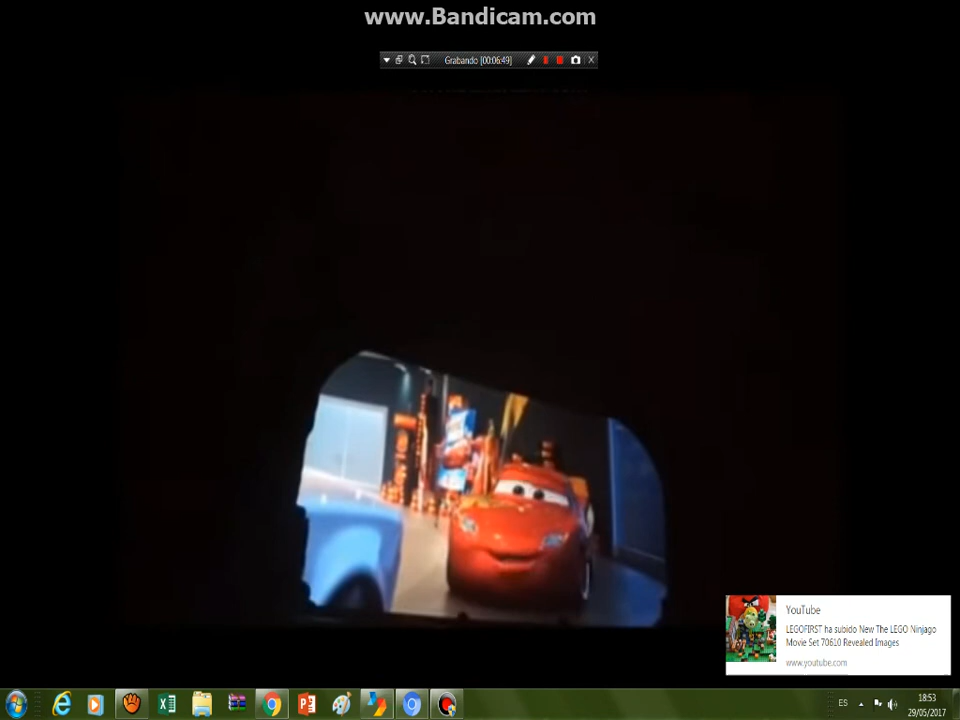 www.Bandicam.com
Grabando [00:06:49]
YouTube
LEGOFIRST ha subido New The LEGO Ninjago
Movie Set 70610 Revealed Images
www.youtube.com
ES
18:53
29/05/2017